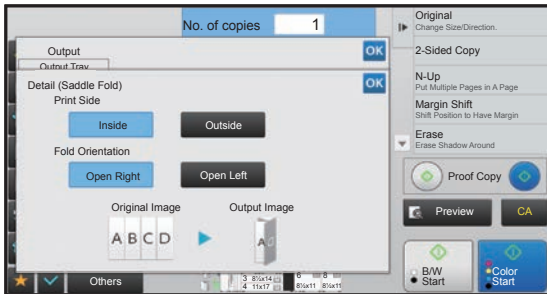 No. of copies 1
Output
OK
Output Tray
Detail (Saddle Fold)
OK
Print Side
Inside
Outside
Fold Orientation
Open Right
Open Left
Original Image
Output Image
A B C D
A
Others
3 8½x14
4 11x17
6
8½x11
8
8½x11
Original
Change Size/Direction.
2-Sided Copy
N-Up
Put Multiple Pages in A Page
Margin Shift
Shift Position to Have Margin
Erase
Erase Shadow Around
Proof Copy
Preview
CA
B/W
Start
Color
Start